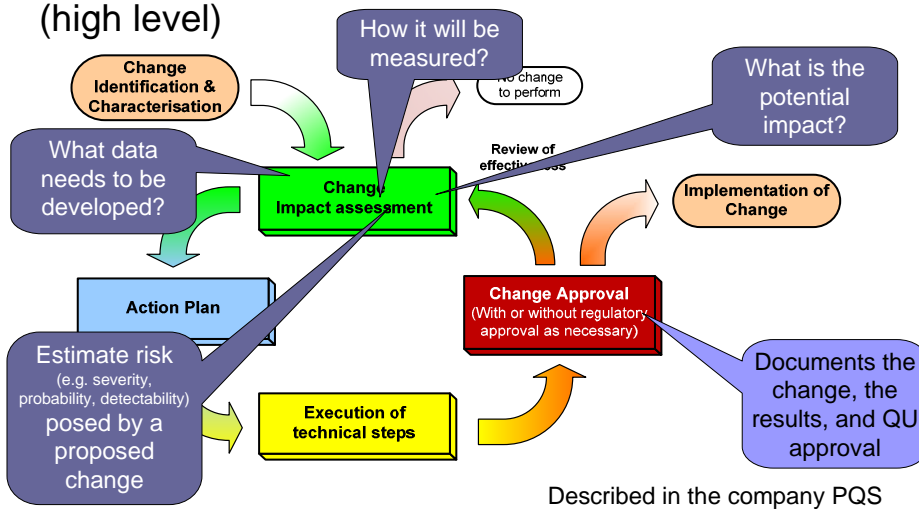 (high level)
How it will be
measured?
Change
Identification &
Characterisation
No change
to perform
What is the
potential
impact?
What data
needs to be
developed?
Review of
Change
Impact assessment
Implementation of
Change
Action Plan
Change Approval
(With or without regulatory
approval as necessary)
Estimate risk
(e.g. severity,
probability, detectability)
posed by a
proposed
change
Execution of
technical steps
Documents the
change, the
results, and QU
approval
Described in the company PQS